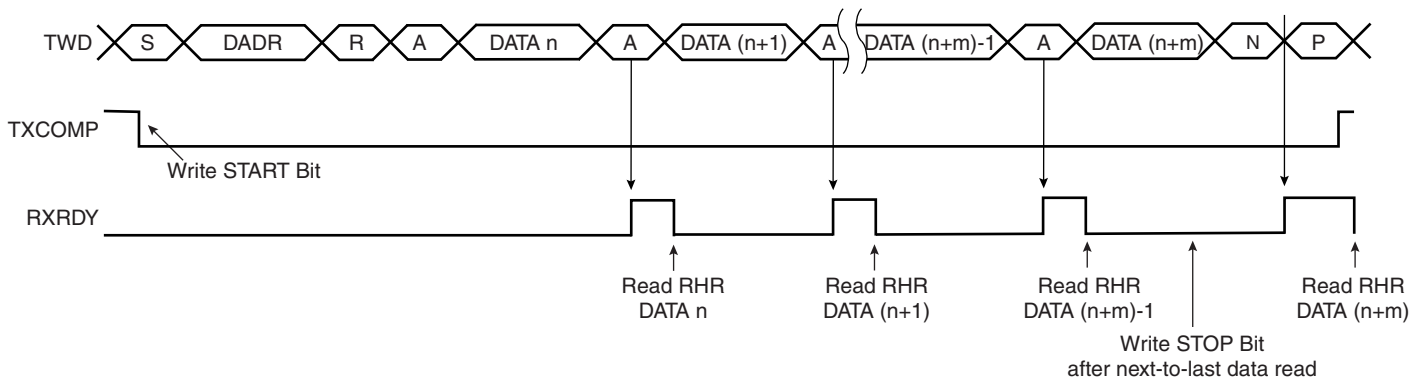 TWD S DADR R A DATA n A DATA (n+1) A DATA (n+m)-1 A DATA (n+m) N P
TXCOMP
Write START Bit
RXRDY
Read RHR
DATA n
Read RHR
DATA (n+1)
Read RHR
DATA (n+m)-1
Read RHR
DATA (n+m)
Write STOP Bit
after next-to-last data read